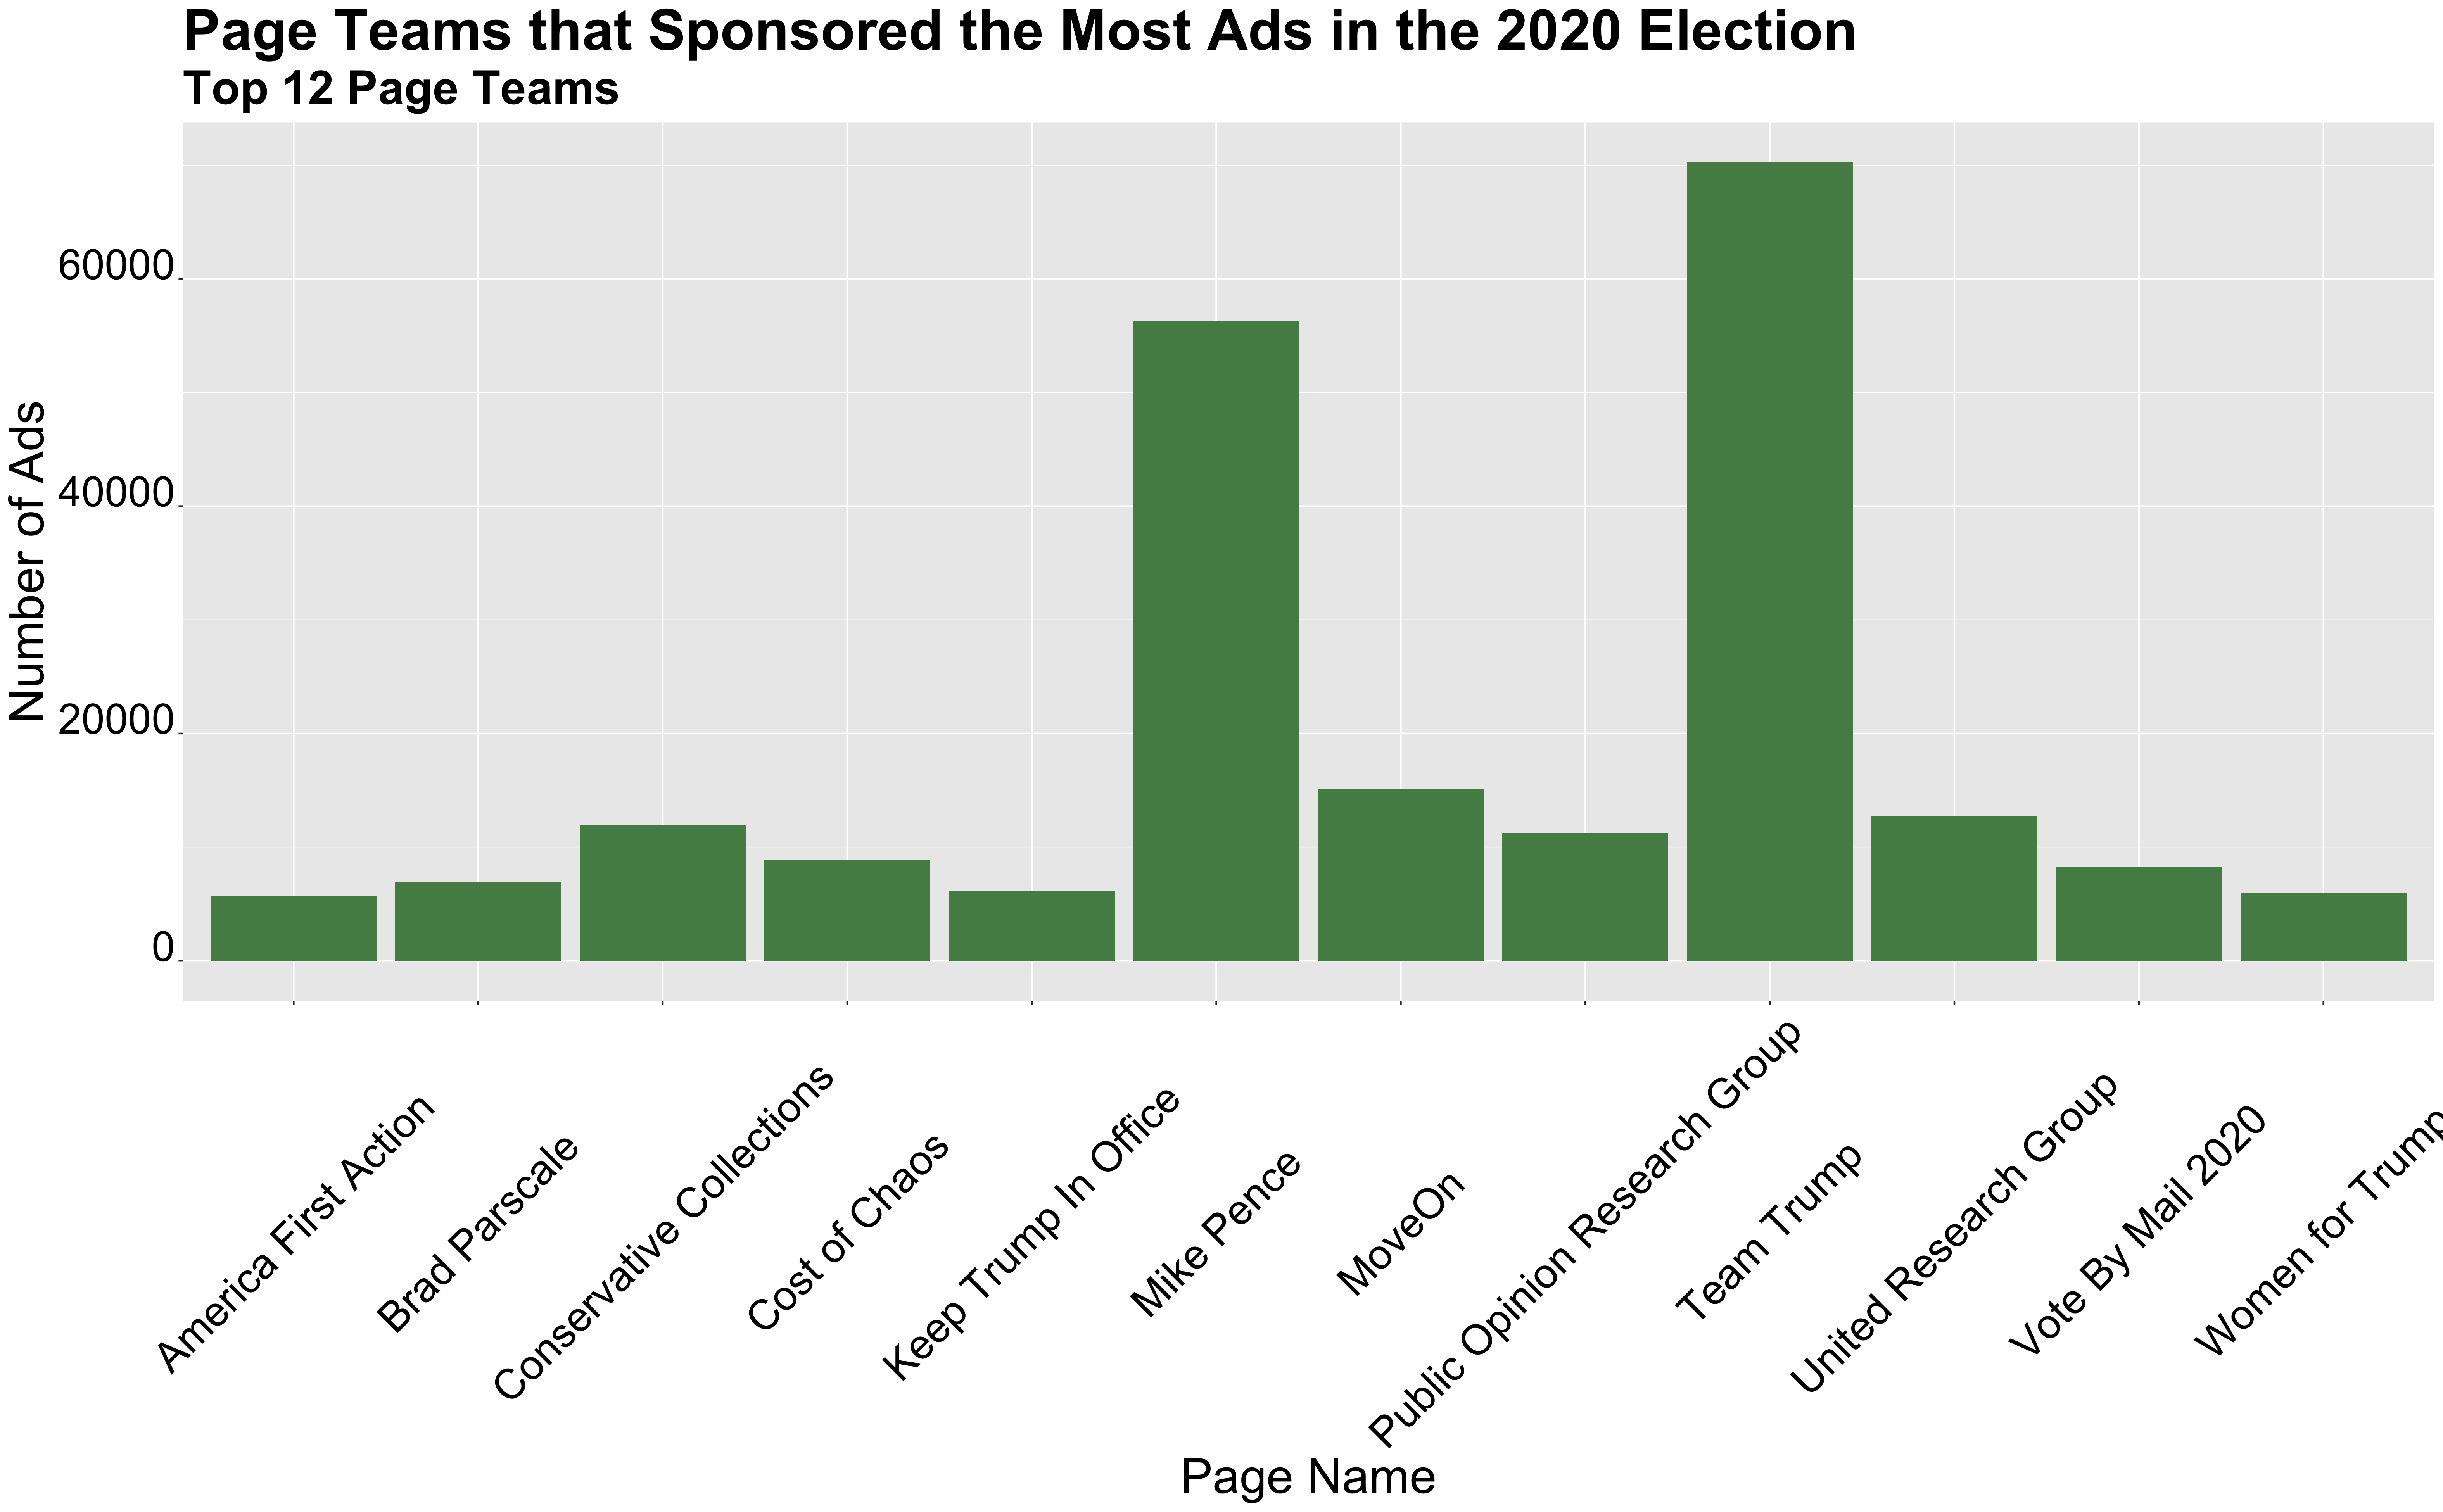 Page Teams that Sponsored the Most Ads in the 2020 Election
Top 12 Page Teams
Number of Ads
60000
40000
20000
0
America First Action
Brad Parscale
Conservative Collections
Cost of Chaos
Keep Trump In Office
Mike Pence
MoveOn
Public Opinion Research Group
Team Trump
United Research Group
Vote By Mail 2020
Women for Trump
Page Name